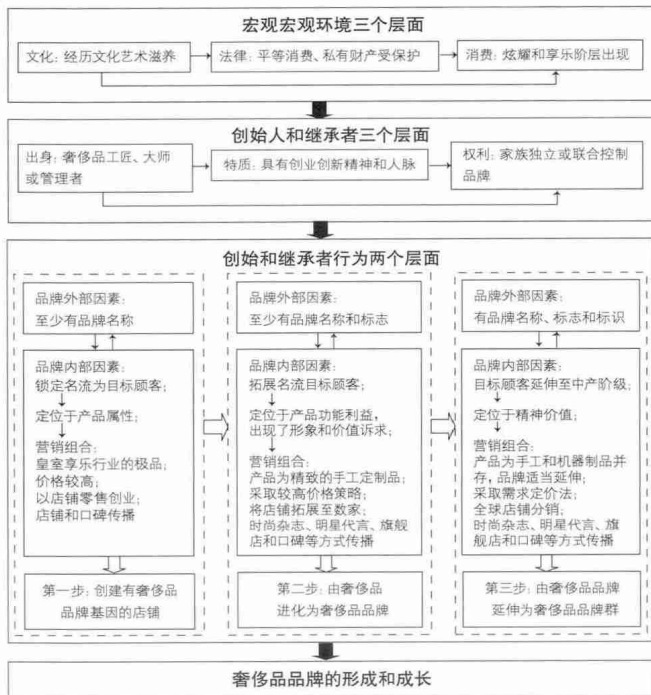 宏观宏观环境三个层面
文化: 经历文化艺术滋养
法律: 平等消费、私有财产受保护
消费: 炫耀和享乐阶层出现
创始人和继承者三个层面
出身: 奢侈品工匠、大师
或管理者
特质: 具有创业创新精神和人脉
权利: 家族独立或联合控制
品牌
创始和继承者行为两个层面
品牌外部因素:
至少有品牌名称
品牌内部因素:
锁定名流为目标顾客;
定位于产品属性;
营销组合:
皇室享乐行业的极品;
价格较高;
以店铺零售创业;
店铺和口碑传播
第一步: 创建有奢侈品
品牌基因的店铺
品牌外部因素:
至少有品牌名称和标志
品牌内部因素:
拓展名流目标顾客;
定位于产品功能利益,
出现了形象和价值诉求;
营销组合:
产品为精致的手工定制品;
采取较高价格策略;
将店铺拓展至数家;
时尚杂志、明星代言、旗舰
店和口碑等方式传播
第二步: 由奢侈品
进化为奢侈品品牌
品牌外部因素:
有品牌名称、标志和标识
品牌内部因素:
目标顾客延伸至中产阶级;
定位于精神价值;
营销组合:
产品为手工和机器制品并
存, 品牌适当延伸;
采取需求定价法;
全球店铺分销;
时尚杂志、明星代言、旗
舰店和口碑等方式传播
第三步: 由奢侈品品牌
延伸为奢侈品品牌群
奢侈品品牌的形成和成长